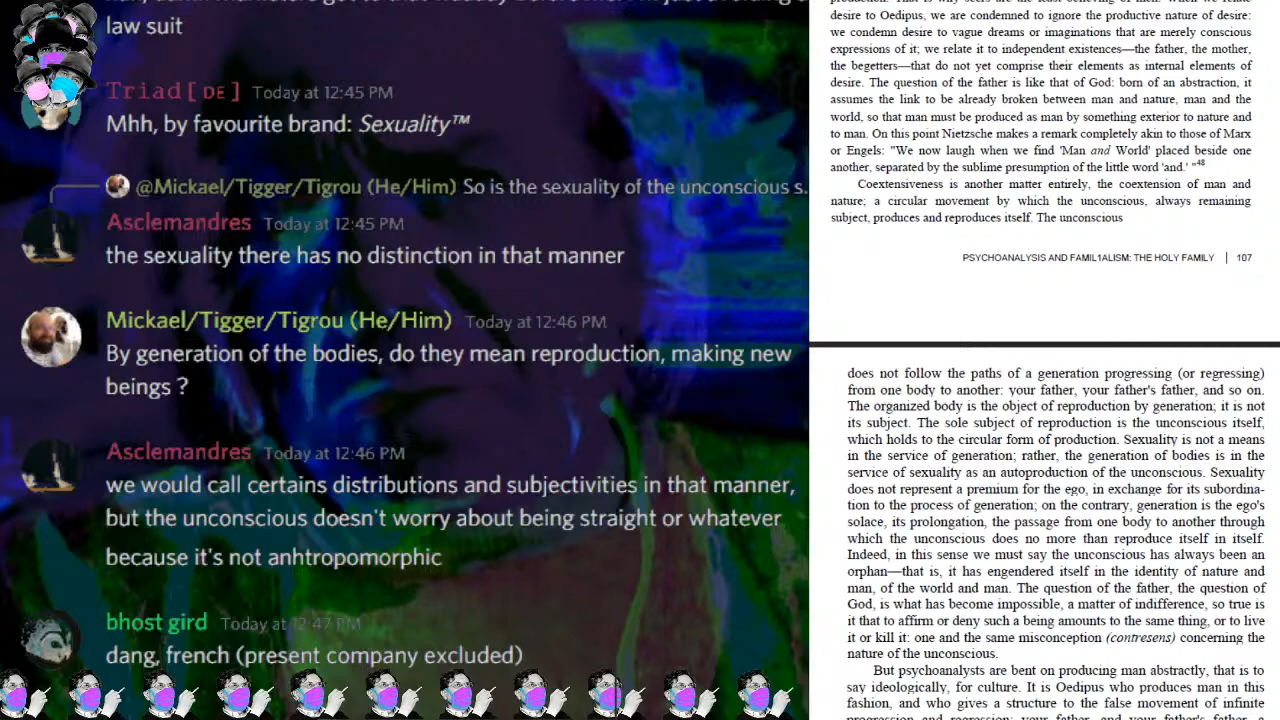 law suit
Triad[DE] Today at 12:45 PM
Mhh, by favourite brand: Sexuality™
@Mickael/Tigger/Tigrou (He/Him) So is the sexuality of the unconscious s.
Asclemandres Today at 12:45 PM
the sexuality there has no distinction in that manner
Mickael/Tigger/Tigrou (He/Him) Today at 12:46 PM
By generation of the bodies, do they mean reproduction, making new
beings ?
Asclemandres Today at 12:46 PM
we would call certains distributions and subjectivities in that manner,
but the unconscious doesn't worry about being straight or whatever
because it's not anhtropomorphic
bhost gird Today at 12:47 PM
dang, french (present company excluded)
desire to Oedipus, we are condemned to ignore the productive nature of desire:
we condemn desire to vague dreams or imaginations that are merely conscious
expressions of it; we relate it to independent existences—the father, the mother,
the begetters—that do not yet comprise their elements as internal elements of
desire. The question of the father is like that of God: born of an abstraction, it
assumes the link to be already broken between man and nature, man and the
world, so that man must be produced as man by something exterior to nature and
to man. On this point Nietzsche makes a remark completely akin to those of Marx
or Engels: "We now laugh when we find 'Man and World' placed beside one
another, separated by the sublime presumption of the little word 'and.' "48
Coextensiveness is another matter entirely, the coextension of man and
nature; a circular movement by which the unconscious, always remaining
subject, produces and reproduces itself. The unconscious
PSYCHOANALYSIS AND FAMIL1ALISM: THE HOLY FAMILY | 107
does not follow the paths of a generation progressing (or regressing)
from one body to another: your father, your father's father, and so on.
The organized body is the object of reproduction by generation; it is not
its subject. The sole subject of reproduction is the unconscious itself,
which holds to the circular form of production. Sexuality is not a means
in the service of generation; rather, the generation of bodies is in the
service of sexuality as an autoproduction of the unconscious. Sexuality
does not represent a premium for the ego, in exchange for its subordina-
tion to the process of generation; on the contrary, generation is the ego's
solace, its prolongation, the passage from one body to another through
which the unconscious does no more than reproduce itself in itself.
Indeed, in this sense we must say the unconscious has always been an
orphan—that is, it has engendered itself in the identity of nature and
man, of the world and man. The question of the father, the question of
God, is what has become impossible, a matter of indifference, so true is
it that to affirm or deny such a being amounts to the same thing, or to live
it or kill it: one and the same misconception (contresens) concerning the
nature of the unconscious.
But psychoanalysts are bent on producing man abstractly, that is to
say ideologically, for culture. It is Oedipus who produces man in this
fashion, and who gives a structure to the false movement of infinite